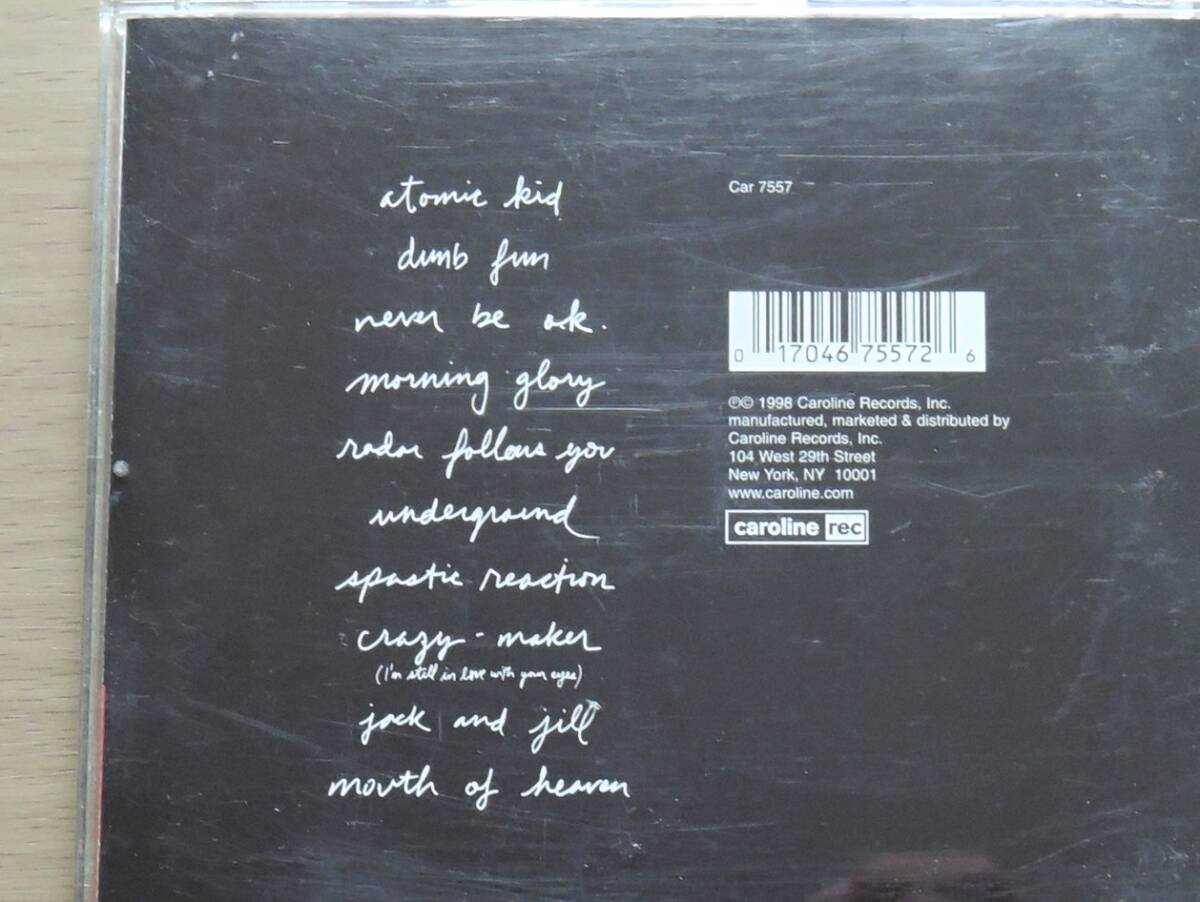 atomic kid
dumb fun
never be ok.
morning glory
radar follows you
underground
spastic reaction
crazy-maker
(I'm still in love with your eyes)
jack and jill
mouth of heaven
Car 7557
0 17046 75572 6
℗© 1998 Caroline Records, Inc.
manufactured, marketed & distributed by
Caroline Records, Inc.
104 West 29th Street
New York, NY 10001
www.caroline.com
caroline rec